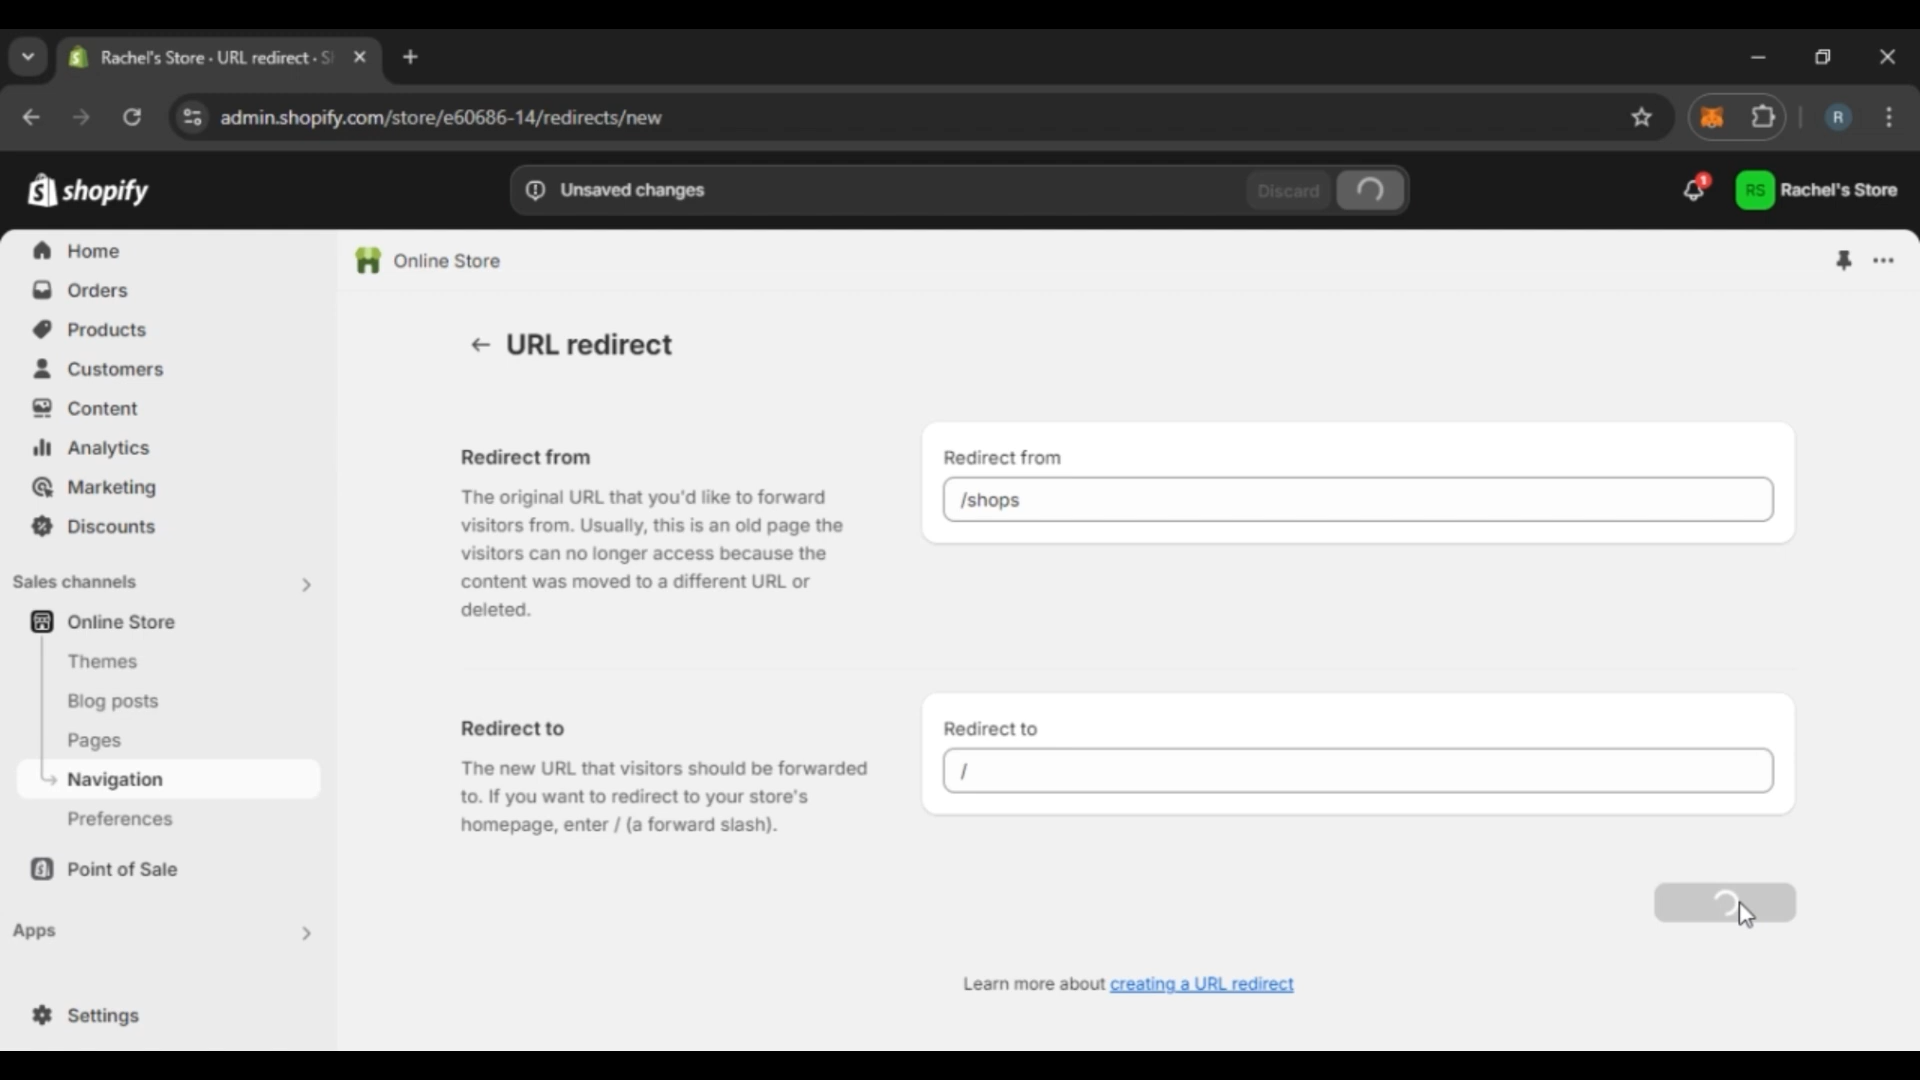 Rachel's Store · URL redirect · S
admin.shopify.com/store/e60686-14/redirects/new
R
shopify
Unsaved changes
Discard
1
RS
Rachel's Store
Home
Orders
Products
Customers
Content
Analytics
Marketing
Discounts
Sales channels
Online Store
Themes
Blog posts
Pages
Navigation
Preferences
Point of Sale
Apps
Settings
Online Store
URL redirect
Redirect from
The original URL that you'd like to forward
visitors from. Usually, this is an old page the
visitors can no longer access because the
content was moved to a different URL or
deleted.
Redirect from
/shops
Redirect to
The new URL that visitors should be forwarded
to. If you want to redirect to your store's
homepage, enter / (a forward slash).
Redirect to
/
Learn more about creating a URL redirect